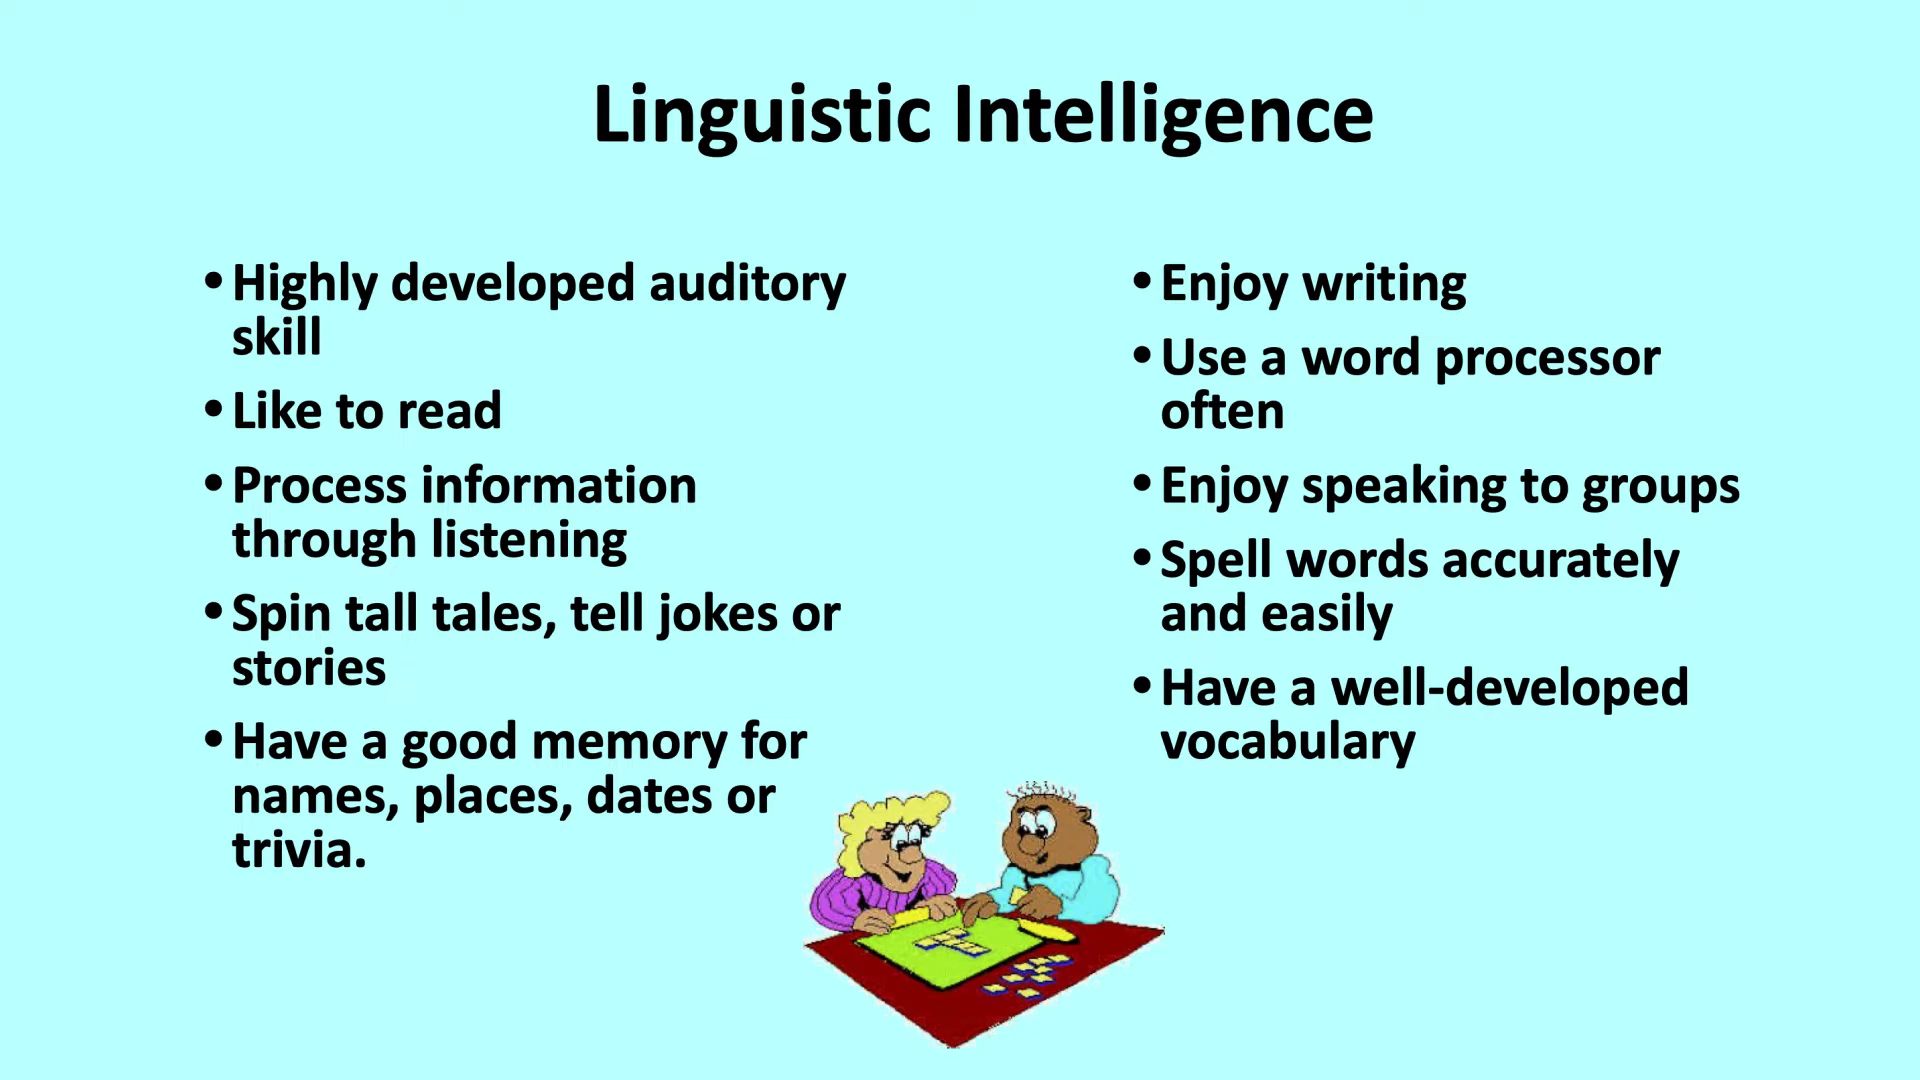 Linguistic Intelligence
•Highly developed auditory
skill
•Like to read
•Process information
through listening
•Spin tall tales, tell jokes or
stories
•Have a good memory for
names, places, dates or
trivia.
•Enjoy writing
•Use a word processor
often
•Enjoy speaking to groups
•Spell words accurately
and easily
•Have a well-developed
vocabulary